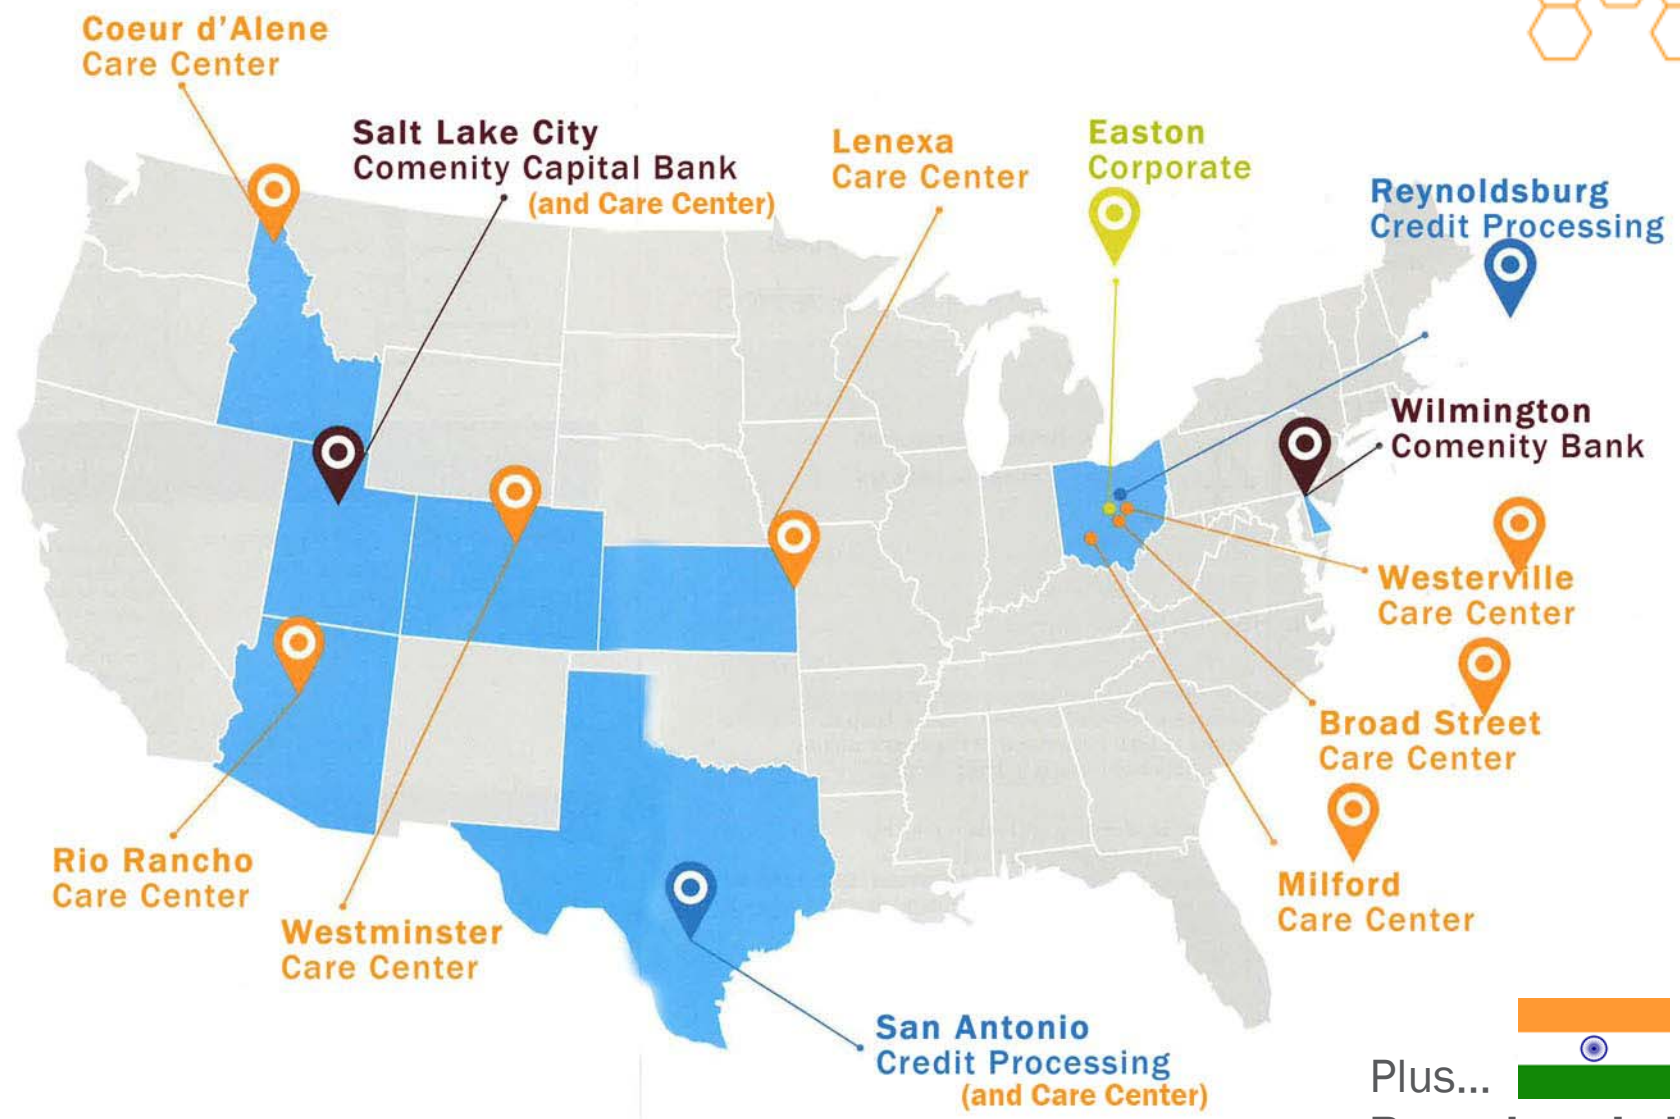 Coeur d'Alene
Care Center
Salt Lake City
Comenity Capital Bank
(and Care Center)
Lenexa
Care Center
Easton
Corporate
Reynoldsburg
Credit Processing
Wilmington
Comenity Bank
Westerville
Care Center
Broad Street
Care Center
Milford
Care Center
Rio Rancho
Care Center
Westminster
Care Center
San Antonio
Credit Processing
(and Care Center)
Plus...